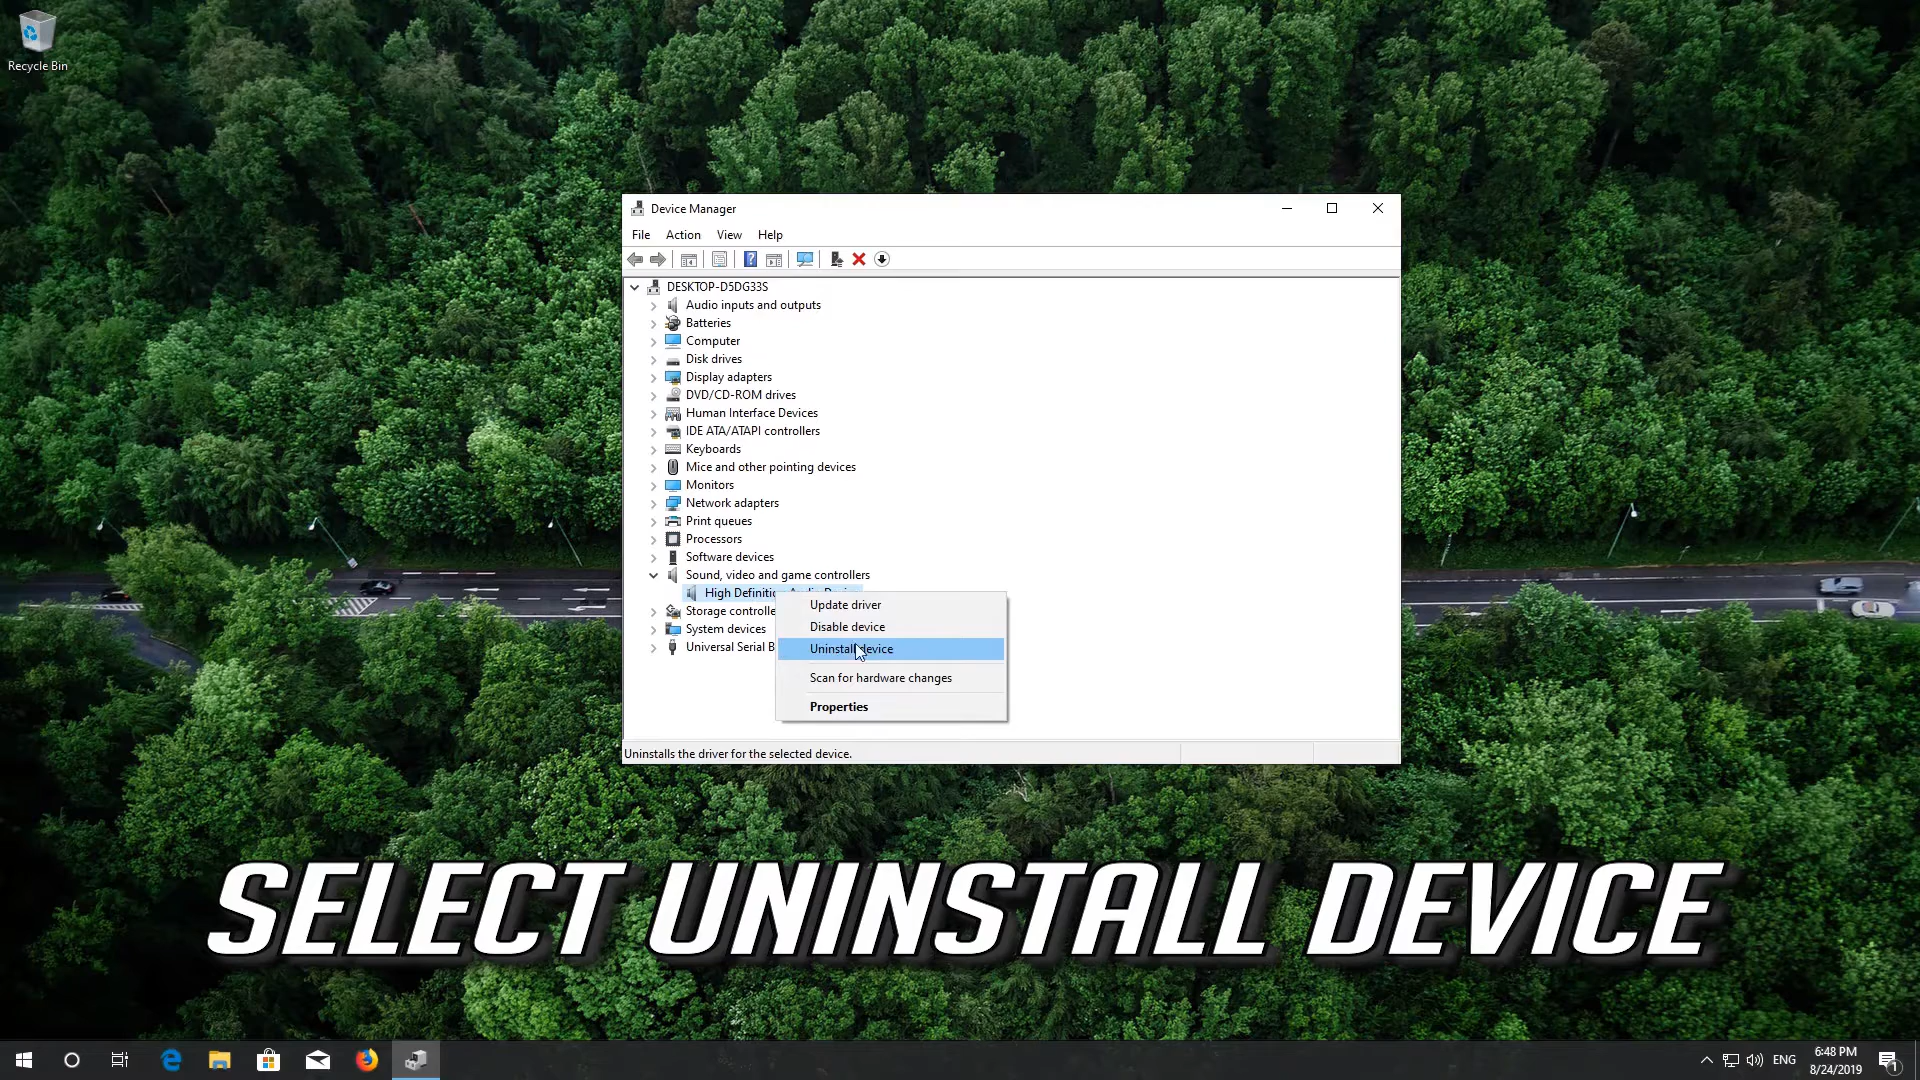 Recycle Bin
Device Manager
File Action View Help
DESKTOP-D5DG33S
Audio inputs and outputs
Batteries
Computer
Disk drives
Display adapters
DVD/CD-ROM drives
Human Interface Devices
IDE ATA/ATAPI controllers
Keyboards
Mice and other pointing devices
Monitors
Network adapters
Print queues
Processors
Software devices
Sound, video and game controllers
High Definition Audio Device
Storage controlle
System devices
Universal Serial B
Update driver
Disable device
Uninstall device
Scan for hardware changes
Properties
Uninstalls the driver for the selected device.
SELECT UNINSTALL DEVICE
ENG
6:48 PM
8/24/2019
1